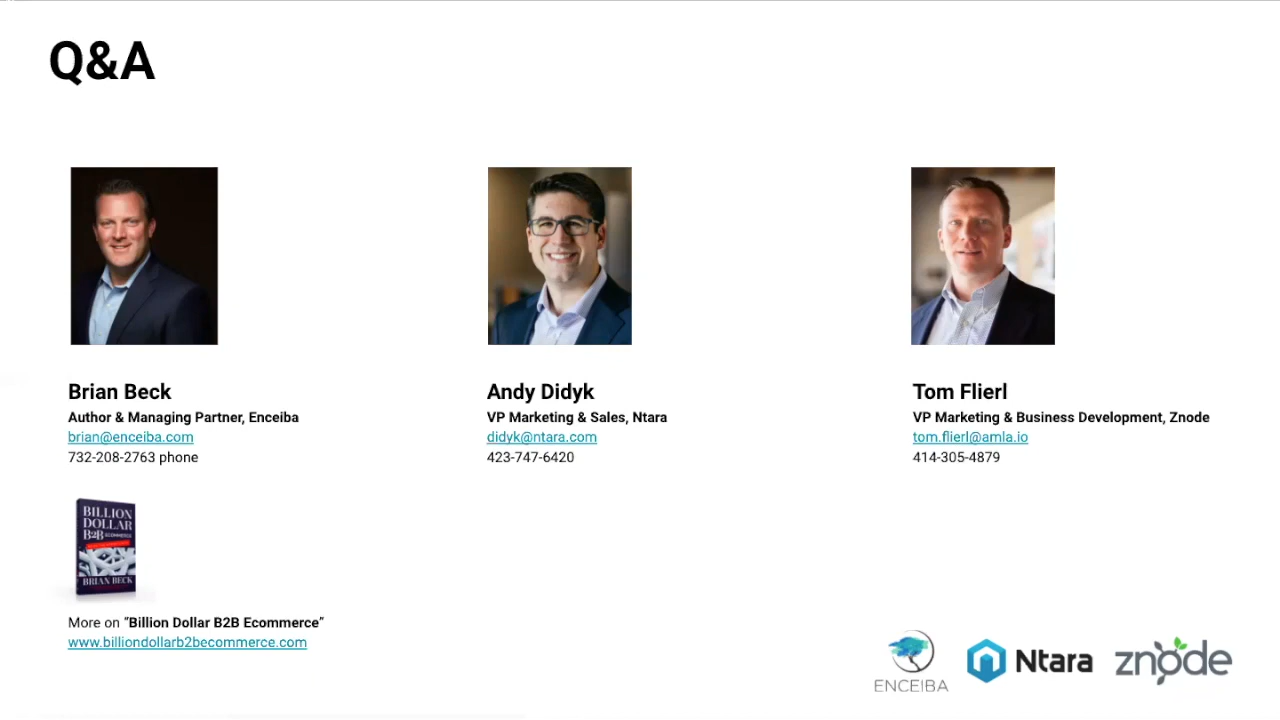 Q&A
Brian Beck
Author & Managing Partner, Enceiba
brian@enceiba.com
732-208-2763 phone
Andy Didyk
VP Marketing & Sales, Ntara
didyk@ntara.com
423-747-6420
Tom Flierl
VP Marketing & Business Development, Znode
tom.flierl@amla.io
414-305-4879
BILLION
DOLLAR
B2B ECOMMERCE
BRIAN BECK
More on "Billion Dollar B2B Ecommerce"
www.billiondollarb2becommerce.com
ENCEIBA
Ntara
znode